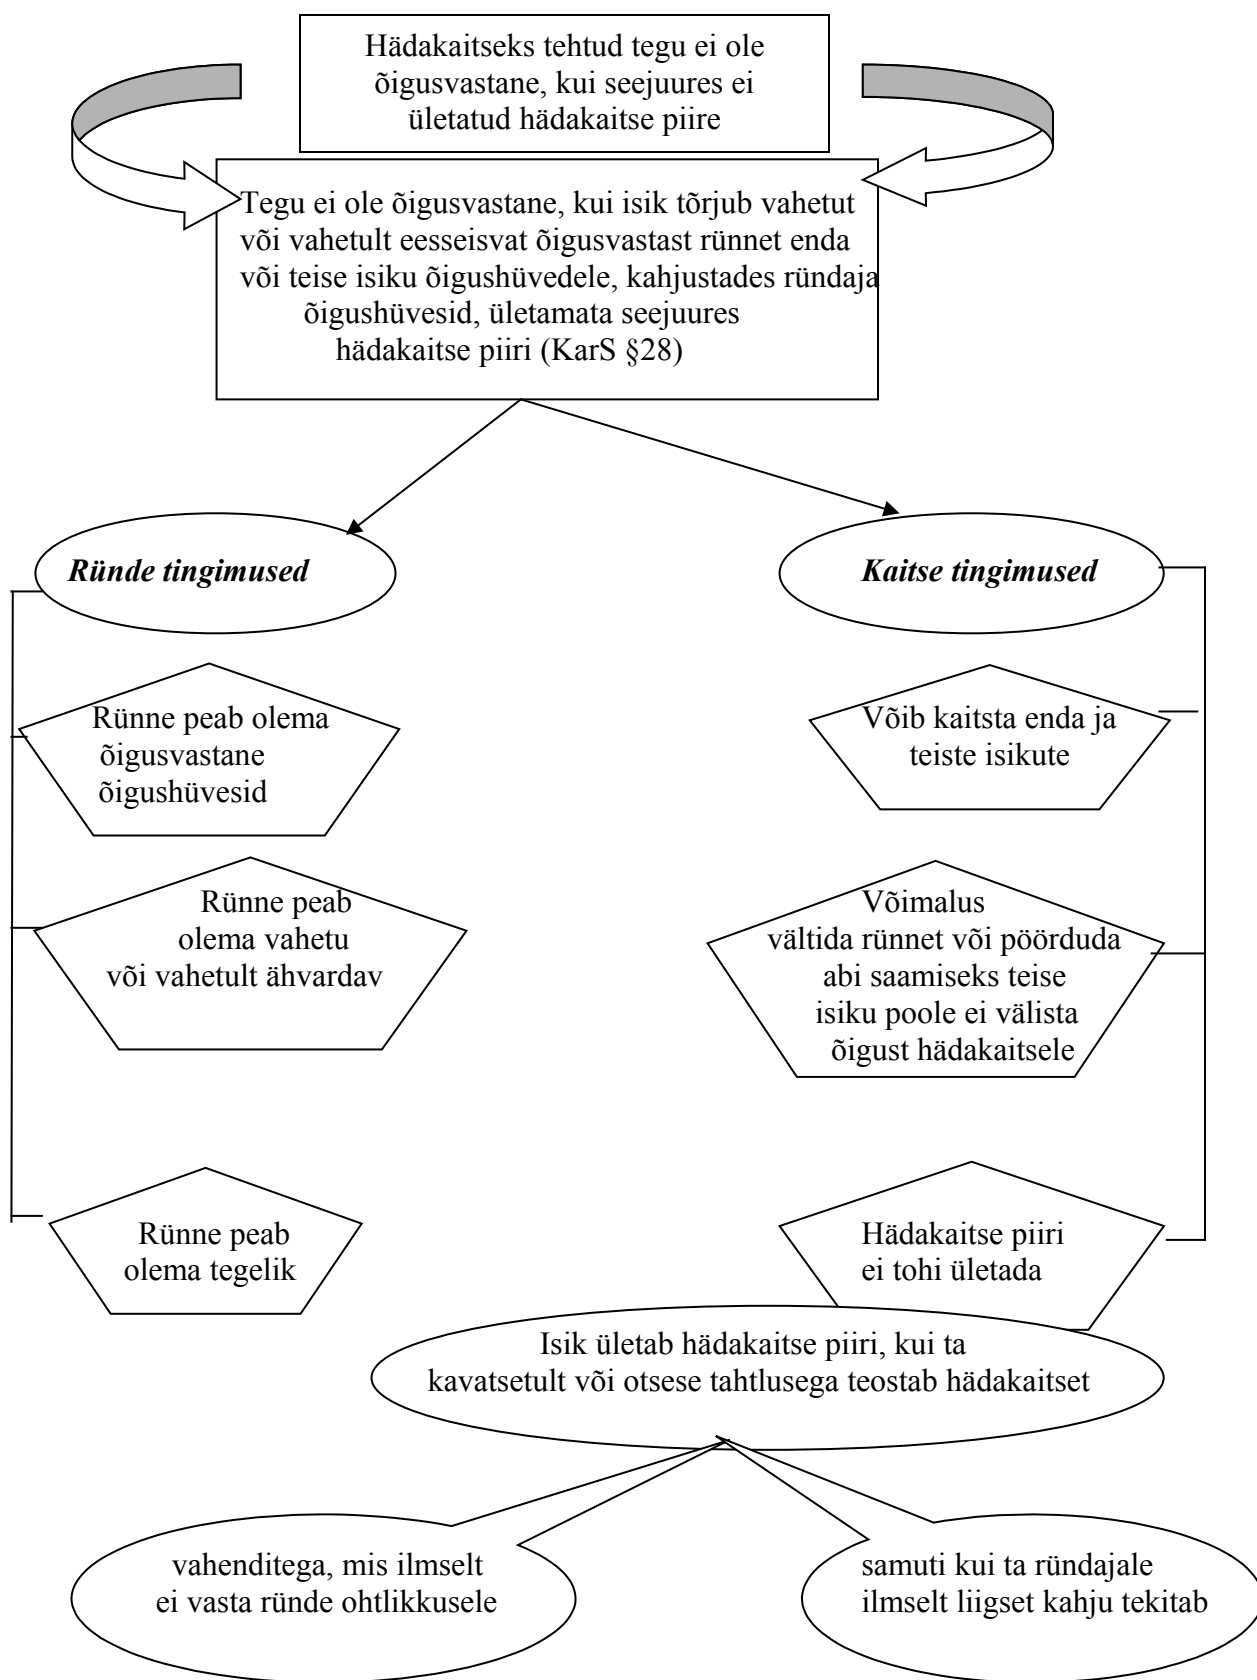 Hädakaitseks tehtud tegu ei ole
õigusvastane, kui seejuures ei
ületatud hädakaitse piire
Tegu ei ole õigusvastane, kui isik tõrjub vahetut
või vahetult eesseisvat õigusvastast rünnet enda
või teise isiku õigushüvedele, kahjustades ründaja
õigushüvesid, ületamata seejuures
hädakaitse piiri (KarS §28)
Ründe tingimused
Kaitse tingimused
Rünne peab olema
õigusvastane
õigushüvesid
Võib kaitsta enda ja
teiste isikute
Rünne peab
olema vahetu
või vahetult ähvardav
Võimalus
vältida rünnet või pöörduda
abi saamiseks teise
isiku poole ei välista
õigust hädakaitsele
Rünne peab
olema tegelik
Hädakaitse piiri
ei tohi ületada
Isik ületab hädakaitse piiri, kui ta
kavatsetult või otsese tahtlusega teostab hädakaitset
vahenditega, mis ilmselt
ei vasta ründe ohtlikkusele
samuti kui ta ründajale
ilmselt liigset kahju tekitab